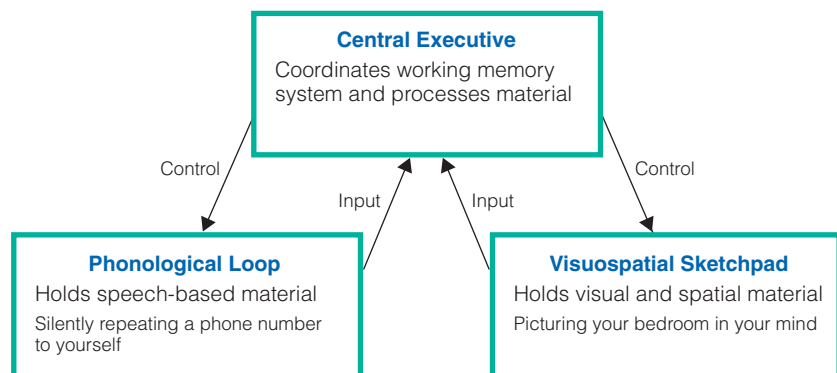 Central Executive
Coordinates working memory
system and processes material
Control
Control
Input
Input
Phonological Loop
Holds speech-based material
Silently repeating a phone number
to yourself
Visuospatial Sketchpad
Holds visual and spatial material
Picturing your bedroom in your mind